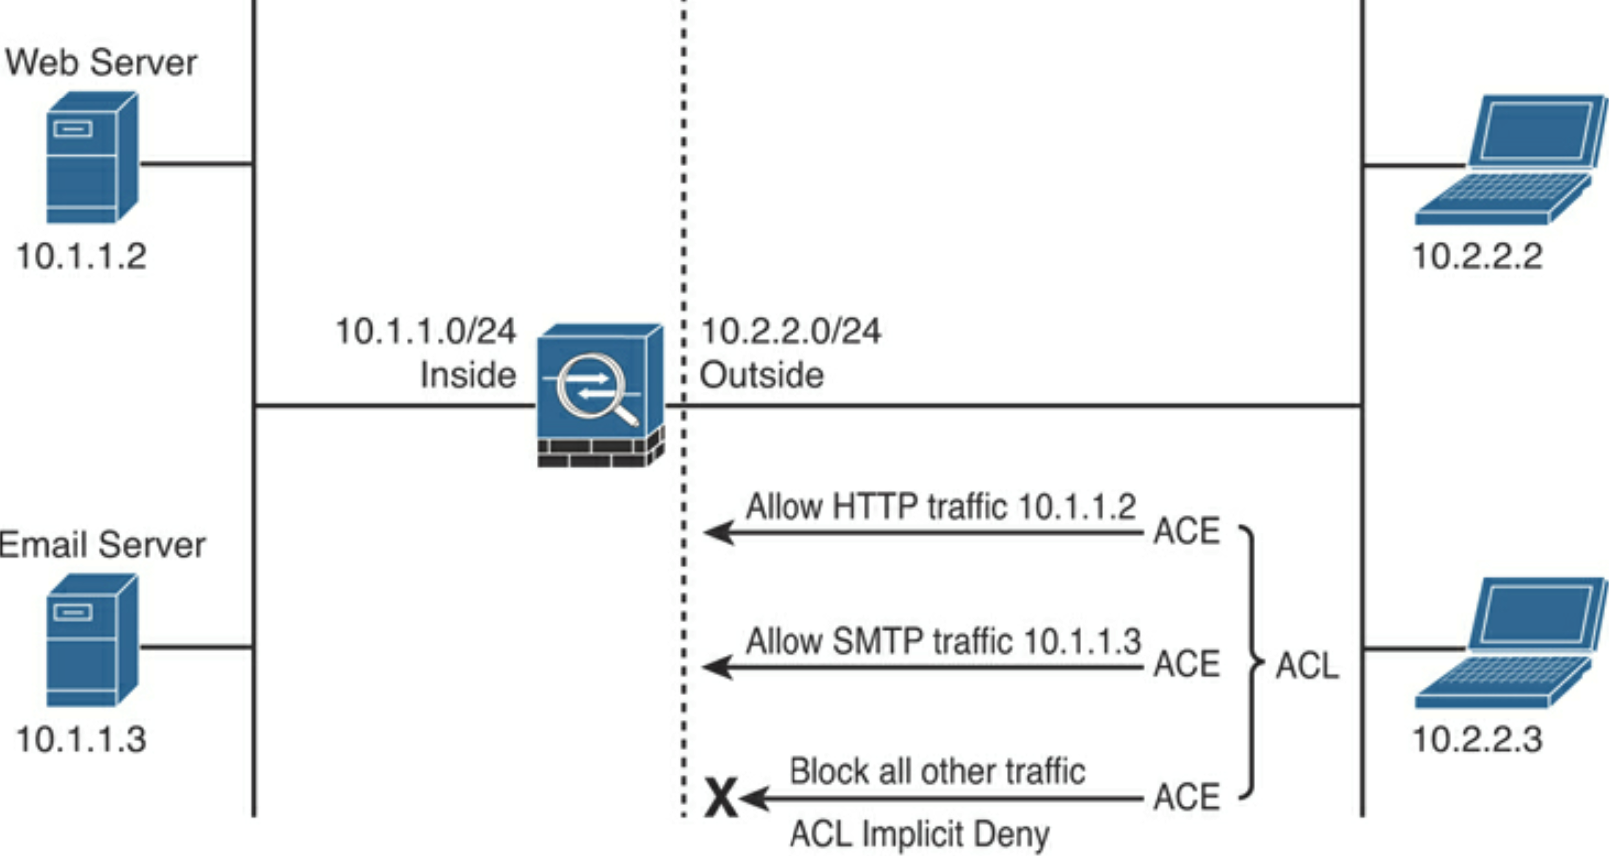 Web Server
10.1.1.2
10.2.2.2
10.1.1.0/24
Inside
10.2.2.0/24
Outside
Allow HTTP traffic 10.1.1.2
ACE
Email Server
Allow SMTP traffic 10.1.1.3
ACE
ACL
10.1.1.3
10.2.2.3
Block all other traffic
X
ACE
ACL Implicit Deny